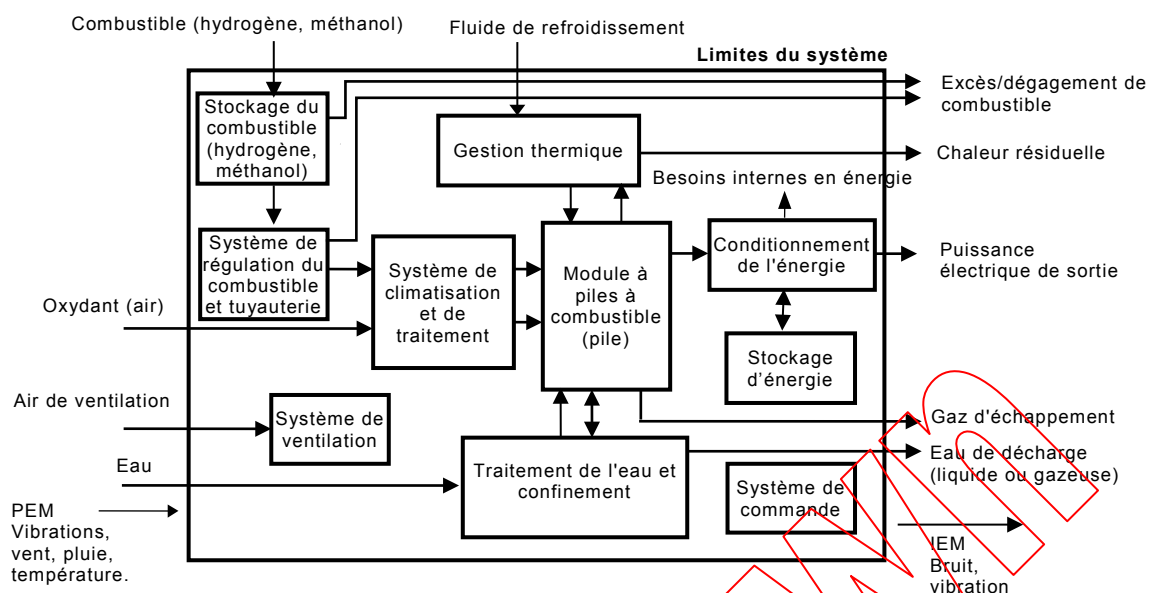 Combustible (hydrogène, méthanol)
Fluide de refroidissement
Limites du système
Stockage du
combustible
(hydrogène,
méthanol)
Gestion thermique
Excès/dégagement de
combustible
Chaleur résiduelle
Besoins internes en énergie
Système de
régulation du
combustible
et tuyauterie
Système de
climatisation
et de
traitement
Module à
piles à
combustible
(pile)
Conditionnement
de l'énergie
Puissance
électrique de sortie
Oxydant (air)
Stockage
d'énergie
Air de ventilation
Système de
ventilation
Gaz d'échappement
Eau de décharge
(liquide ou gazeuse)
Eau
Traitement de l'eau et
confinement
Système de
commande
PEM
Vibrations,
vent, pluie,
température.
IEM
Bruit,
vibration